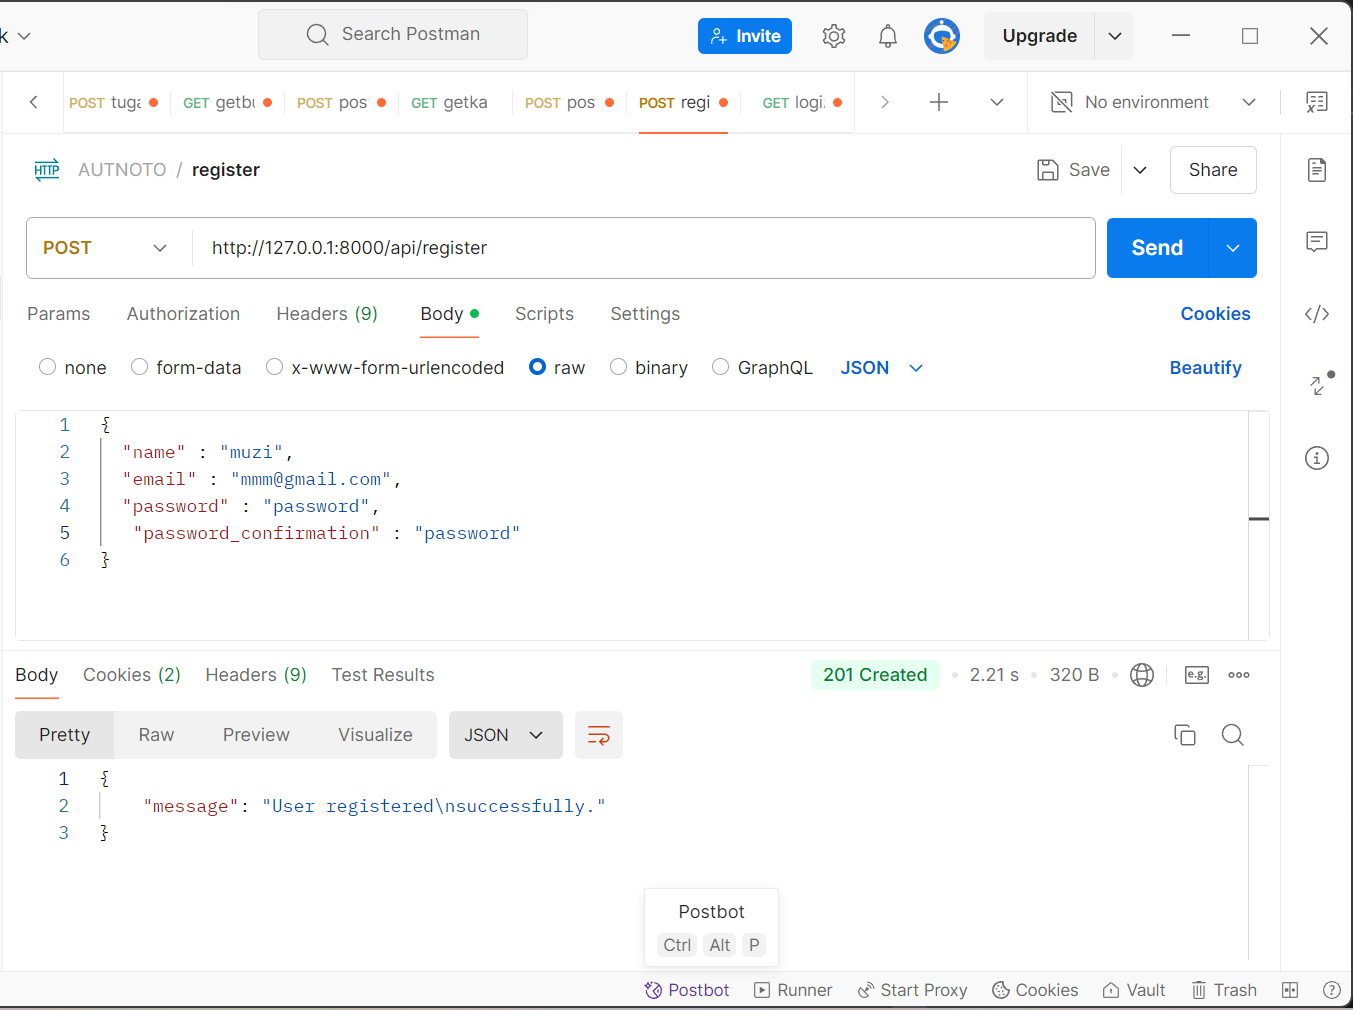 k
Search Postman
Invite
Upgrade
POST tuga
GET getbu
POST pos
GET getka
POST pos
POST regi
GET logi.
No environment
HTTP AUTNOTO / register
Save
Share
POST
http://127.0.0.1:8000/api/register
Send
Params Authorization Headers (9) Body Scripts Settings Cookies
none form-data x-www-form-urlencoded raw binary GraphQL JSON Beautify
1 {
2 "name" : "muzi",
3 "email" : "mmm@gmail.com",
4 "password" : "password",
5 "password_confirmation" : "password"
6 }
Body Cookies (2) Headers (9) Test Results 201 Created 2.21 s 320 B e.g.
Pretty Raw Preview Visualize JSON
1 {
2 "message": "User registered\nsuccessfully."
3 }
Postbot
Ctrl Alt P
Postbot Runner Start Proxy Cookies Vault Trash